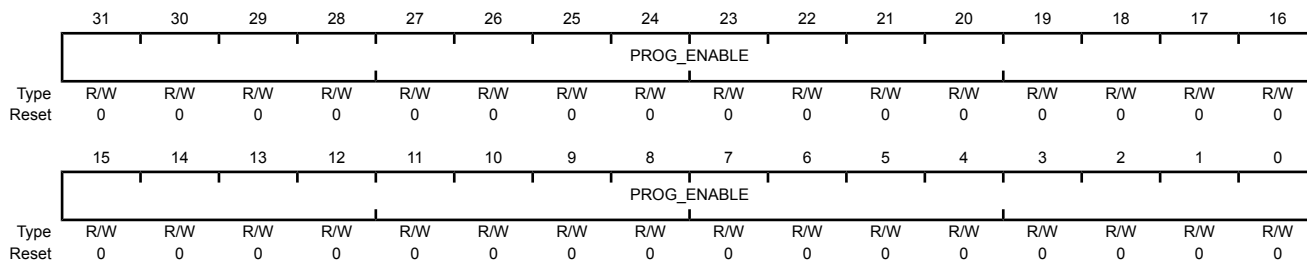 31 30 29 28 27 26 25 24 23 22 21 20 19 18 17 16
PROG_ENABLE
Type R/W R/W R/W R/W R/W R/W R/W R/W R/W R/W R/W R/W R/W R/W R/W R/W
Reset 0 0 0 0 0 0 0 0 0 0 0 0 0 0 0 0
15 14 13 12 11 10 9 8 7 6 5 4 3 2 1 0
PROG_ENABLE
Type R/W R/W R/W R/W R/W R/W R/W R/W R/W R/W R/W R/W R/W R/W R/W R/W
Reset 0 0 0 0 0 0 0 0 0 0 0 0 0 0 0 0